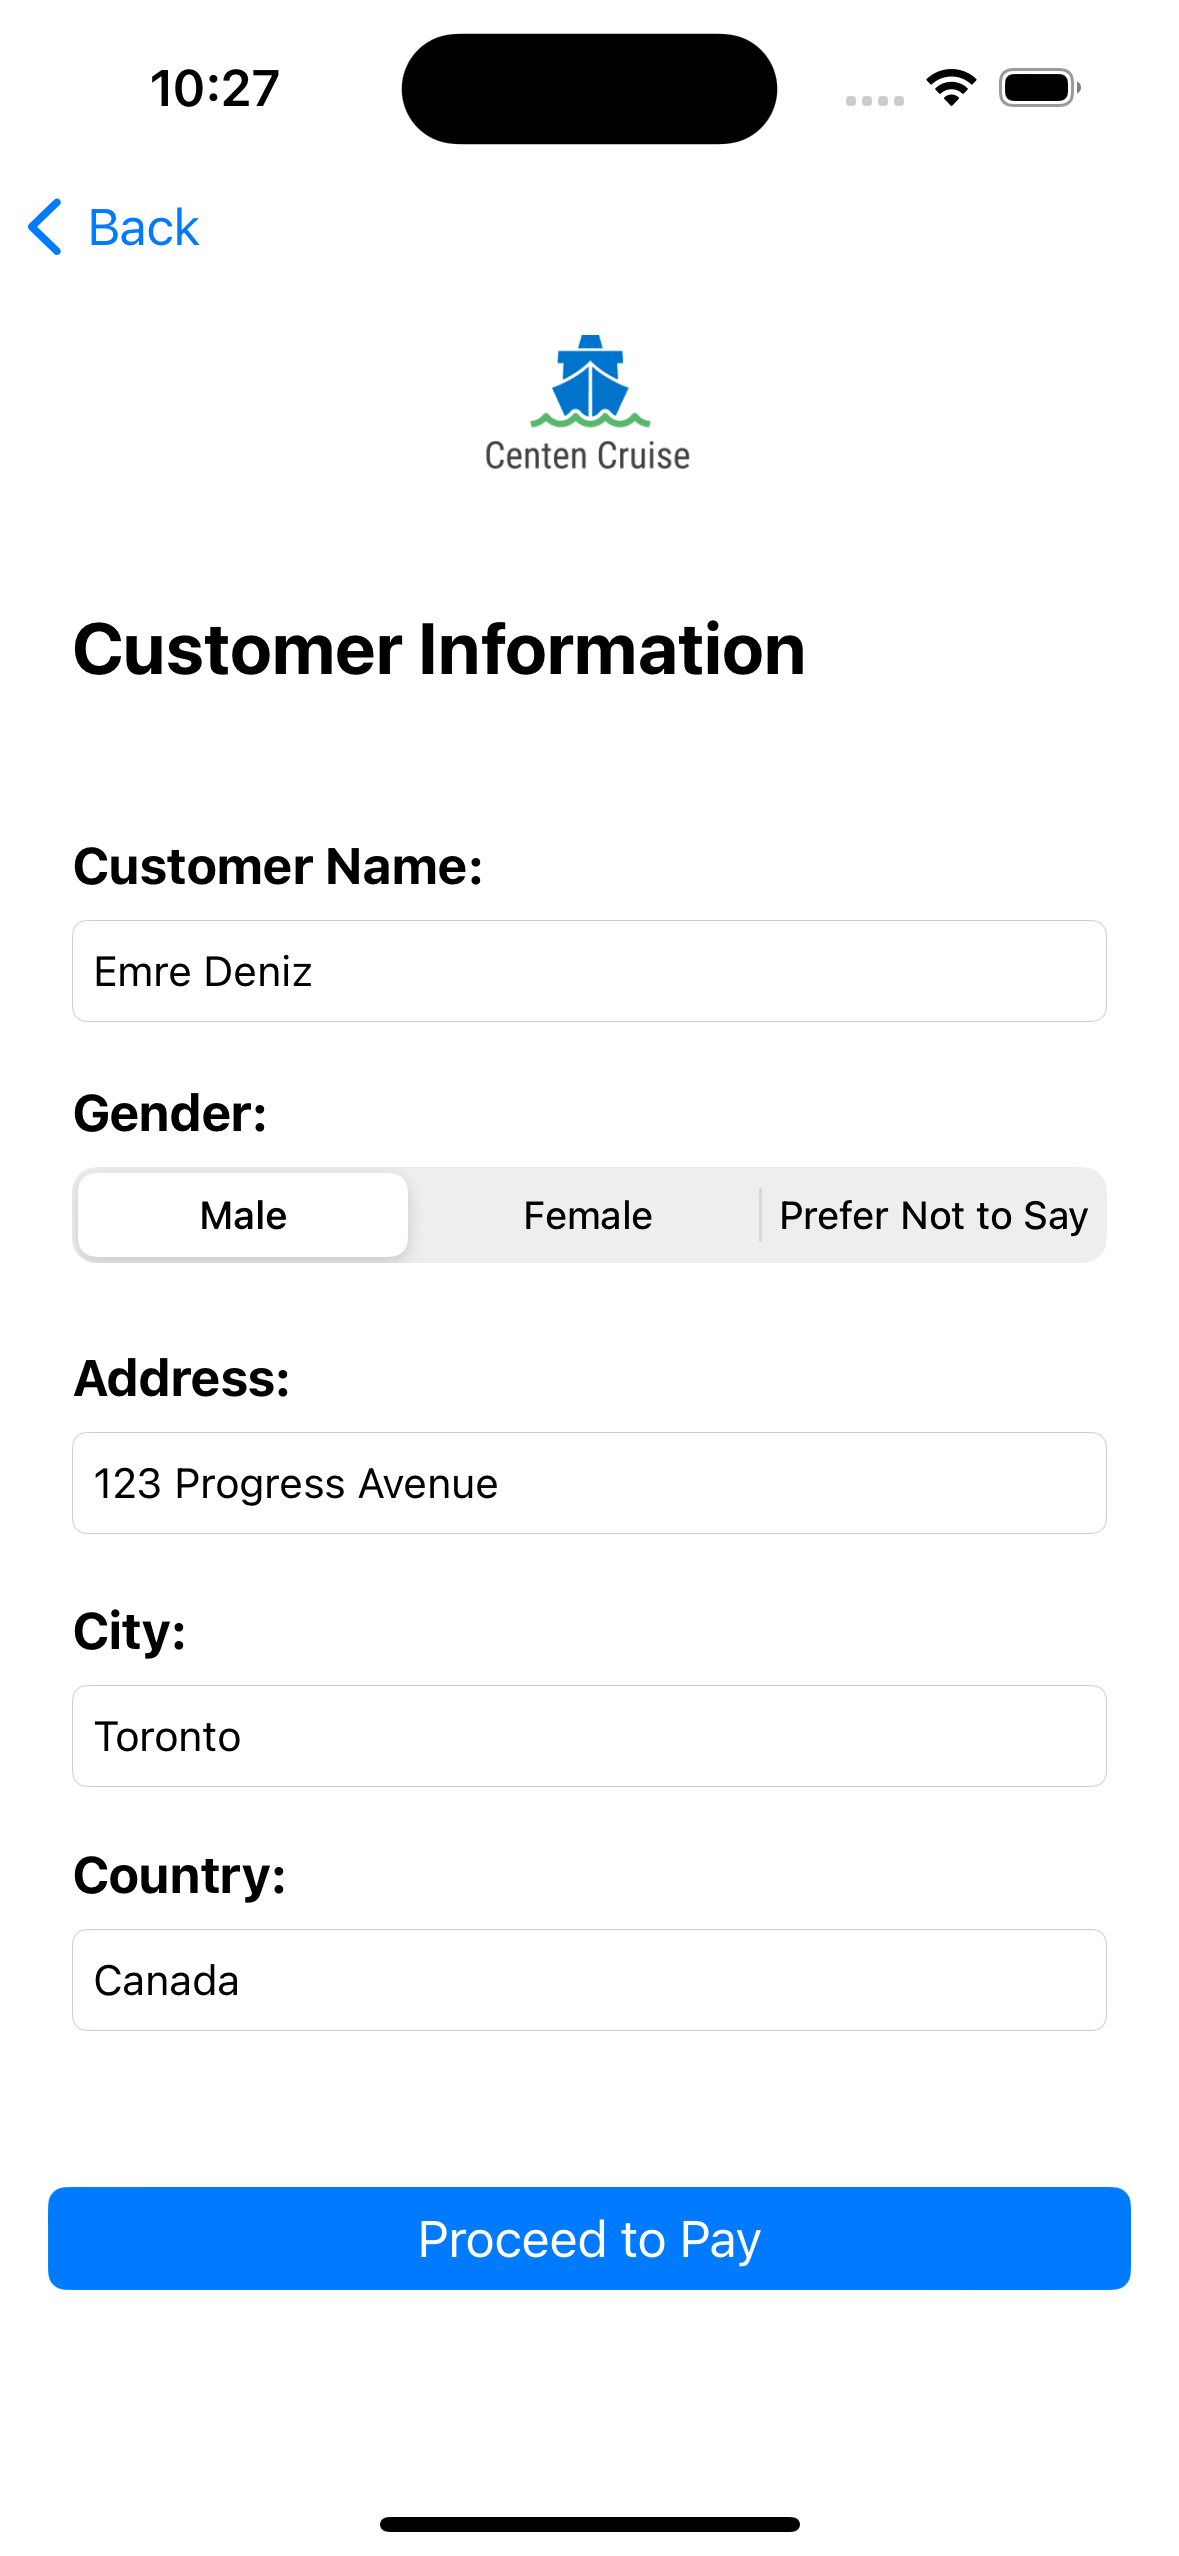 10:27
Back
Centen Cruise
Customer Information
Customer Name:
Emre Deniz
Gender:
Male Female Prefer Not to Say
Address:
123 Progress Avenue
City:
Toronto
Country:
Canada
Proceed to Pay